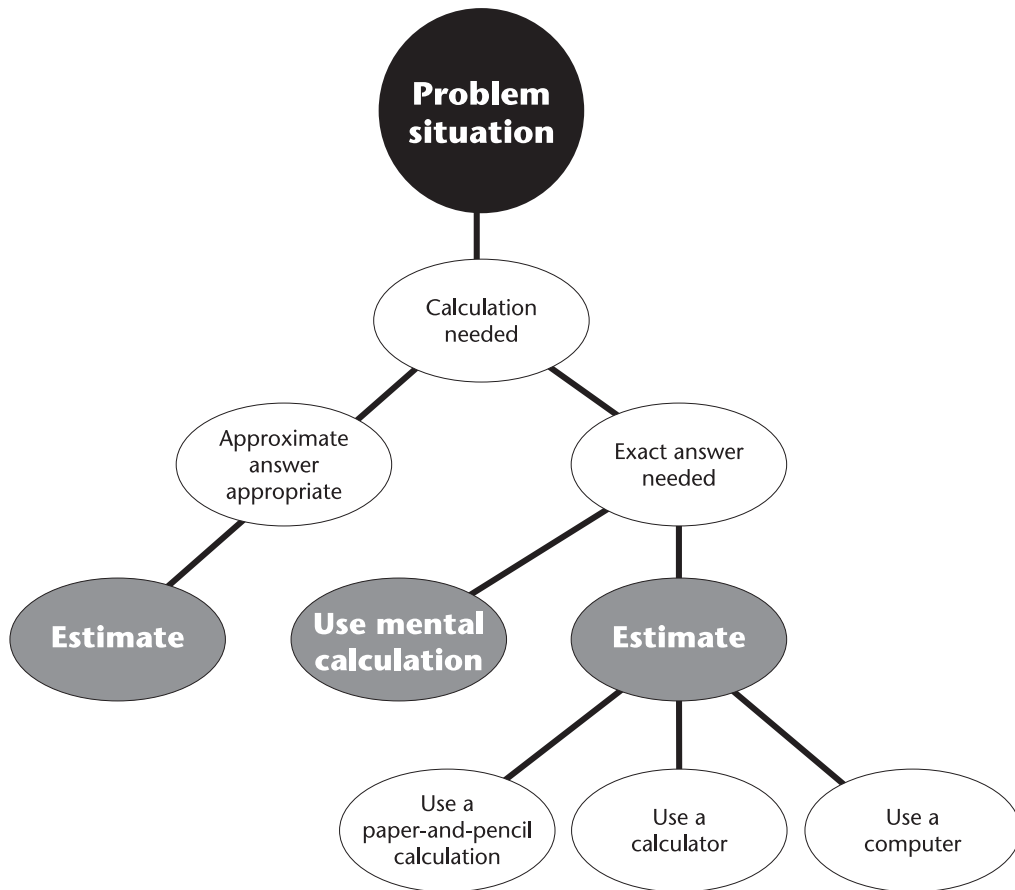 Problem
situation
Calculation
needed
Approximate
answer
appropriate
Exact answer
needed
Estimate
Use mental
calculation
Estimate
Use a
paper-and-pencil
calculation
Use a
calculator
Use a
computer